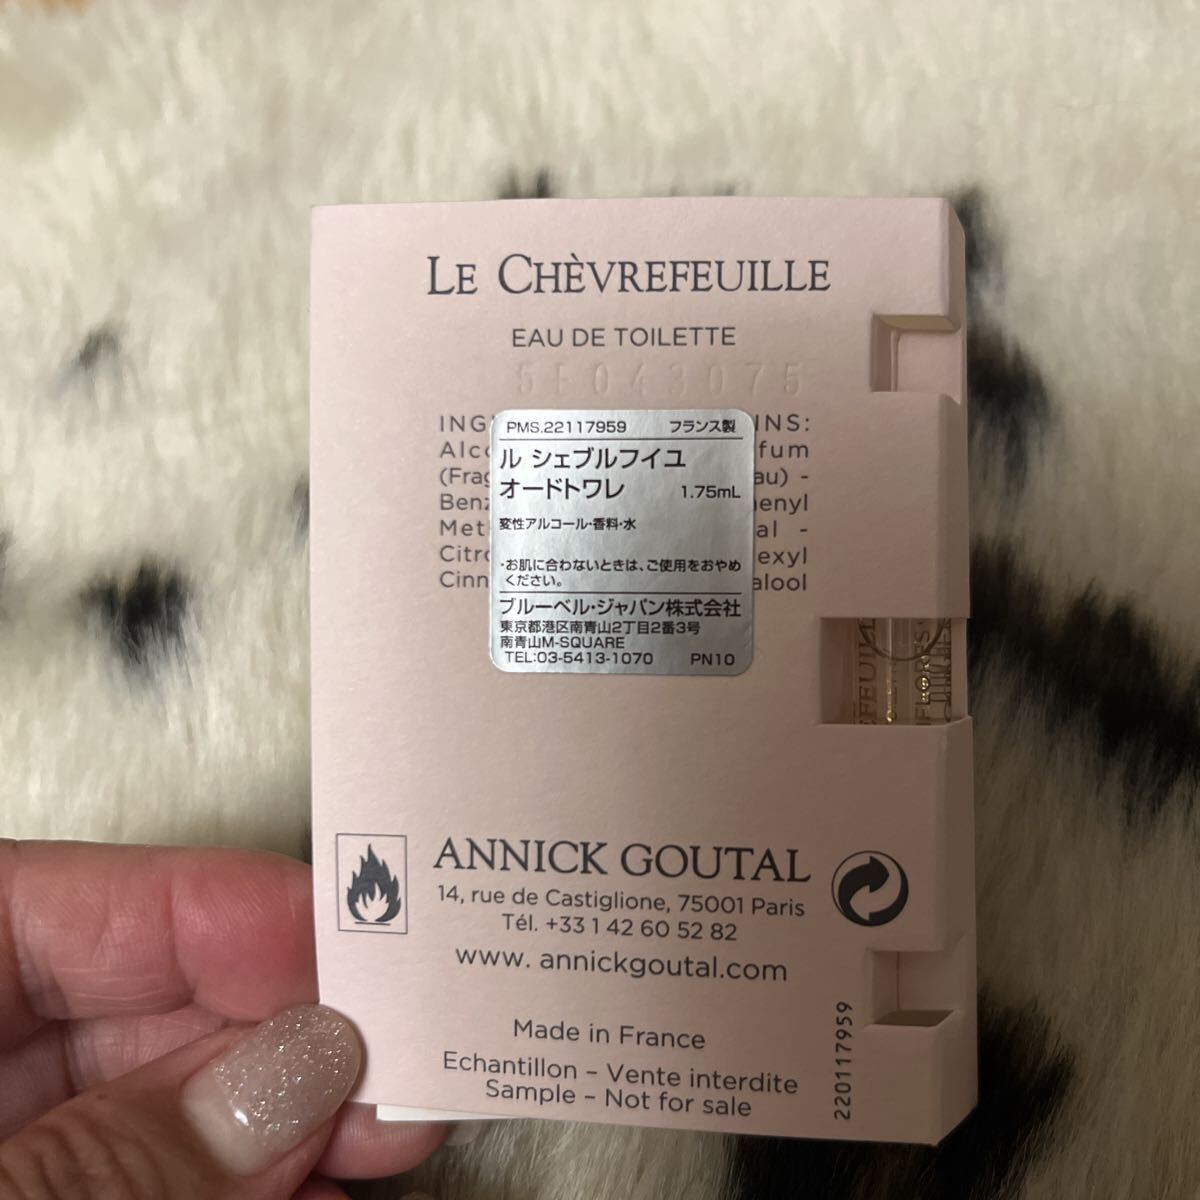 LE CHÈVREFEUILLE
EAU DE TOILETTE
5E043075
PMS.22117959 フランス製
ル シェブルフイユ
オードトワレ 1.75mL
変性アルコール・香料・水
・お肌に合わないときは、ご使用をおやめ
ください。
ブルーベル・ジャパン株式会社
東京都港区南青山2丁目2番3号
南青山M-SQUARE
TEL:03-5413-1070 PN10
ANNICK GOUTAL
14, rue de Castiglione, 75001 Paris
Tél. +33 1 42 60 52 82
www. annickgoutal.com
Made in France
Echantillon – Vente interdite
Sample – Not for sale
220117959